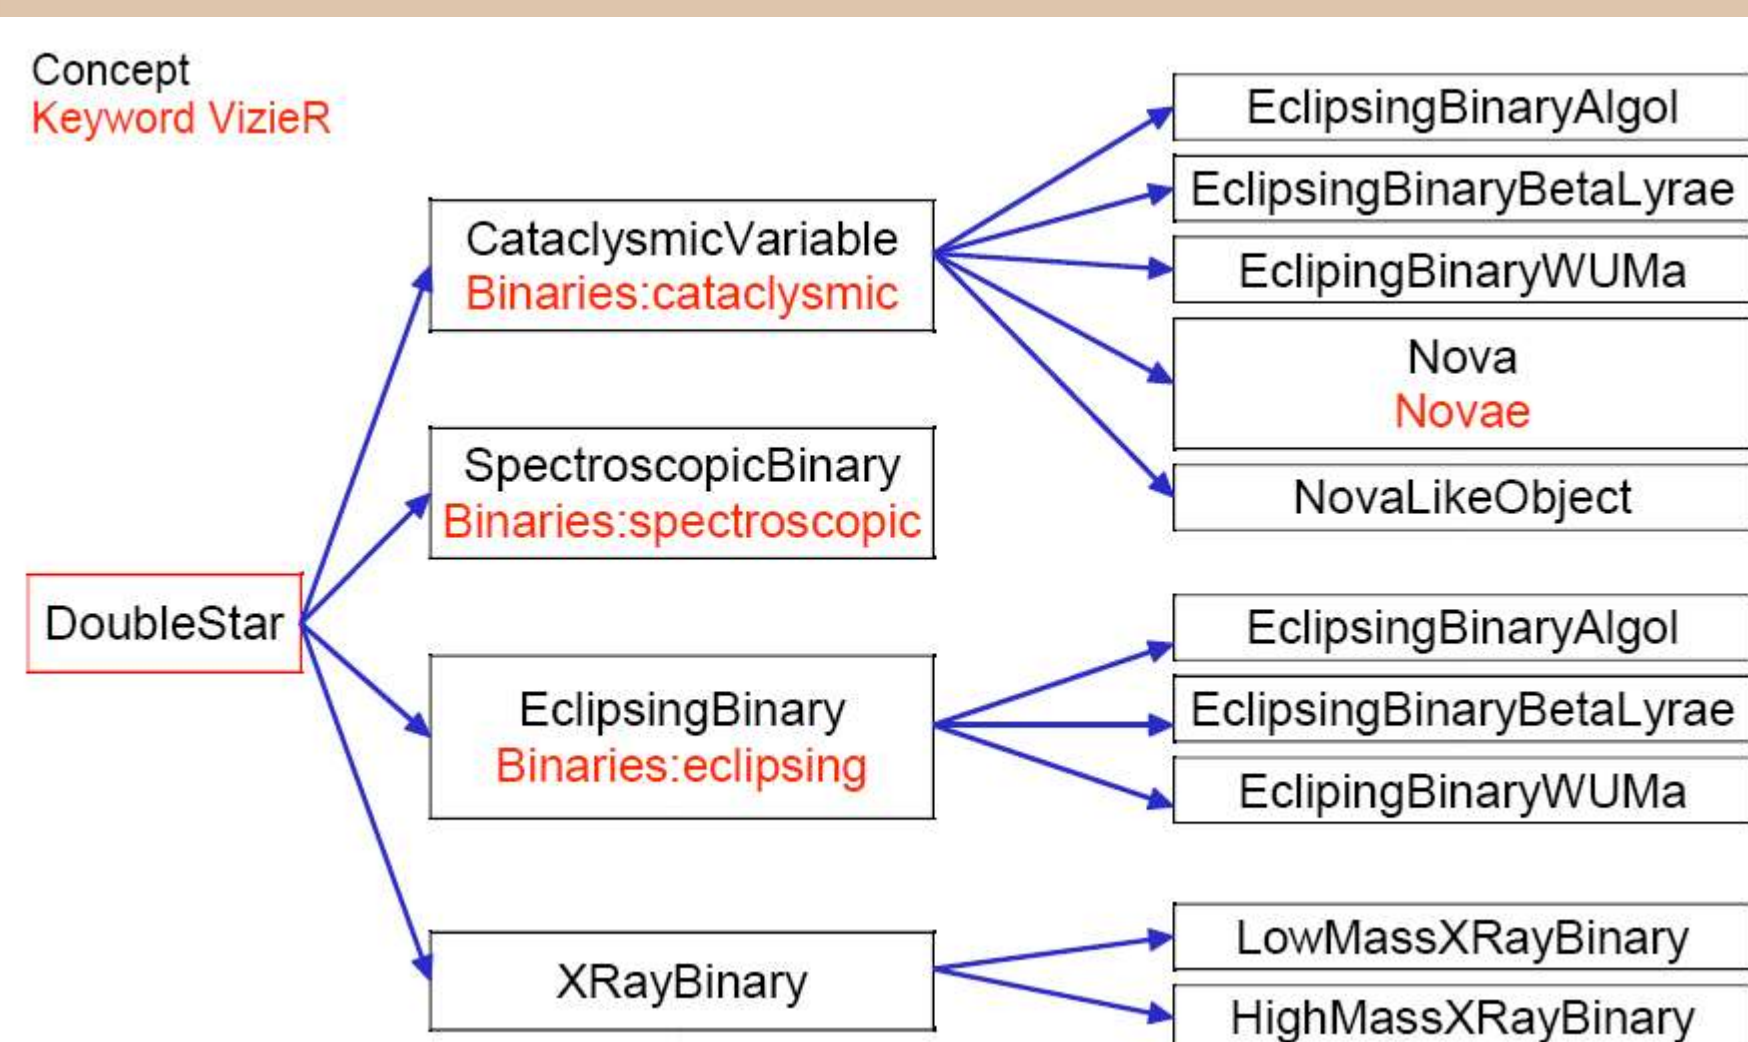 Concept
Keyword VizieR
DoubleStar
CataclysmicVariable
Binaries:cataclysmic
SpectroscopicBinary
Binaries:spectroscopic
EclipsingBinary
Binaries:eclipsing
XRayBinary
EclipsingBinaryAlgol
EclipsingBinaryBetaLyrae
EclipingBinaryWUMa
Nova
Novae
NovaLikeObject
EclipsingBinaryAlgol
EclipsingBinaryBetaLyrae
EclipingBinaryWUMa
LowMassXRayBinary
HighMassXRayBinary